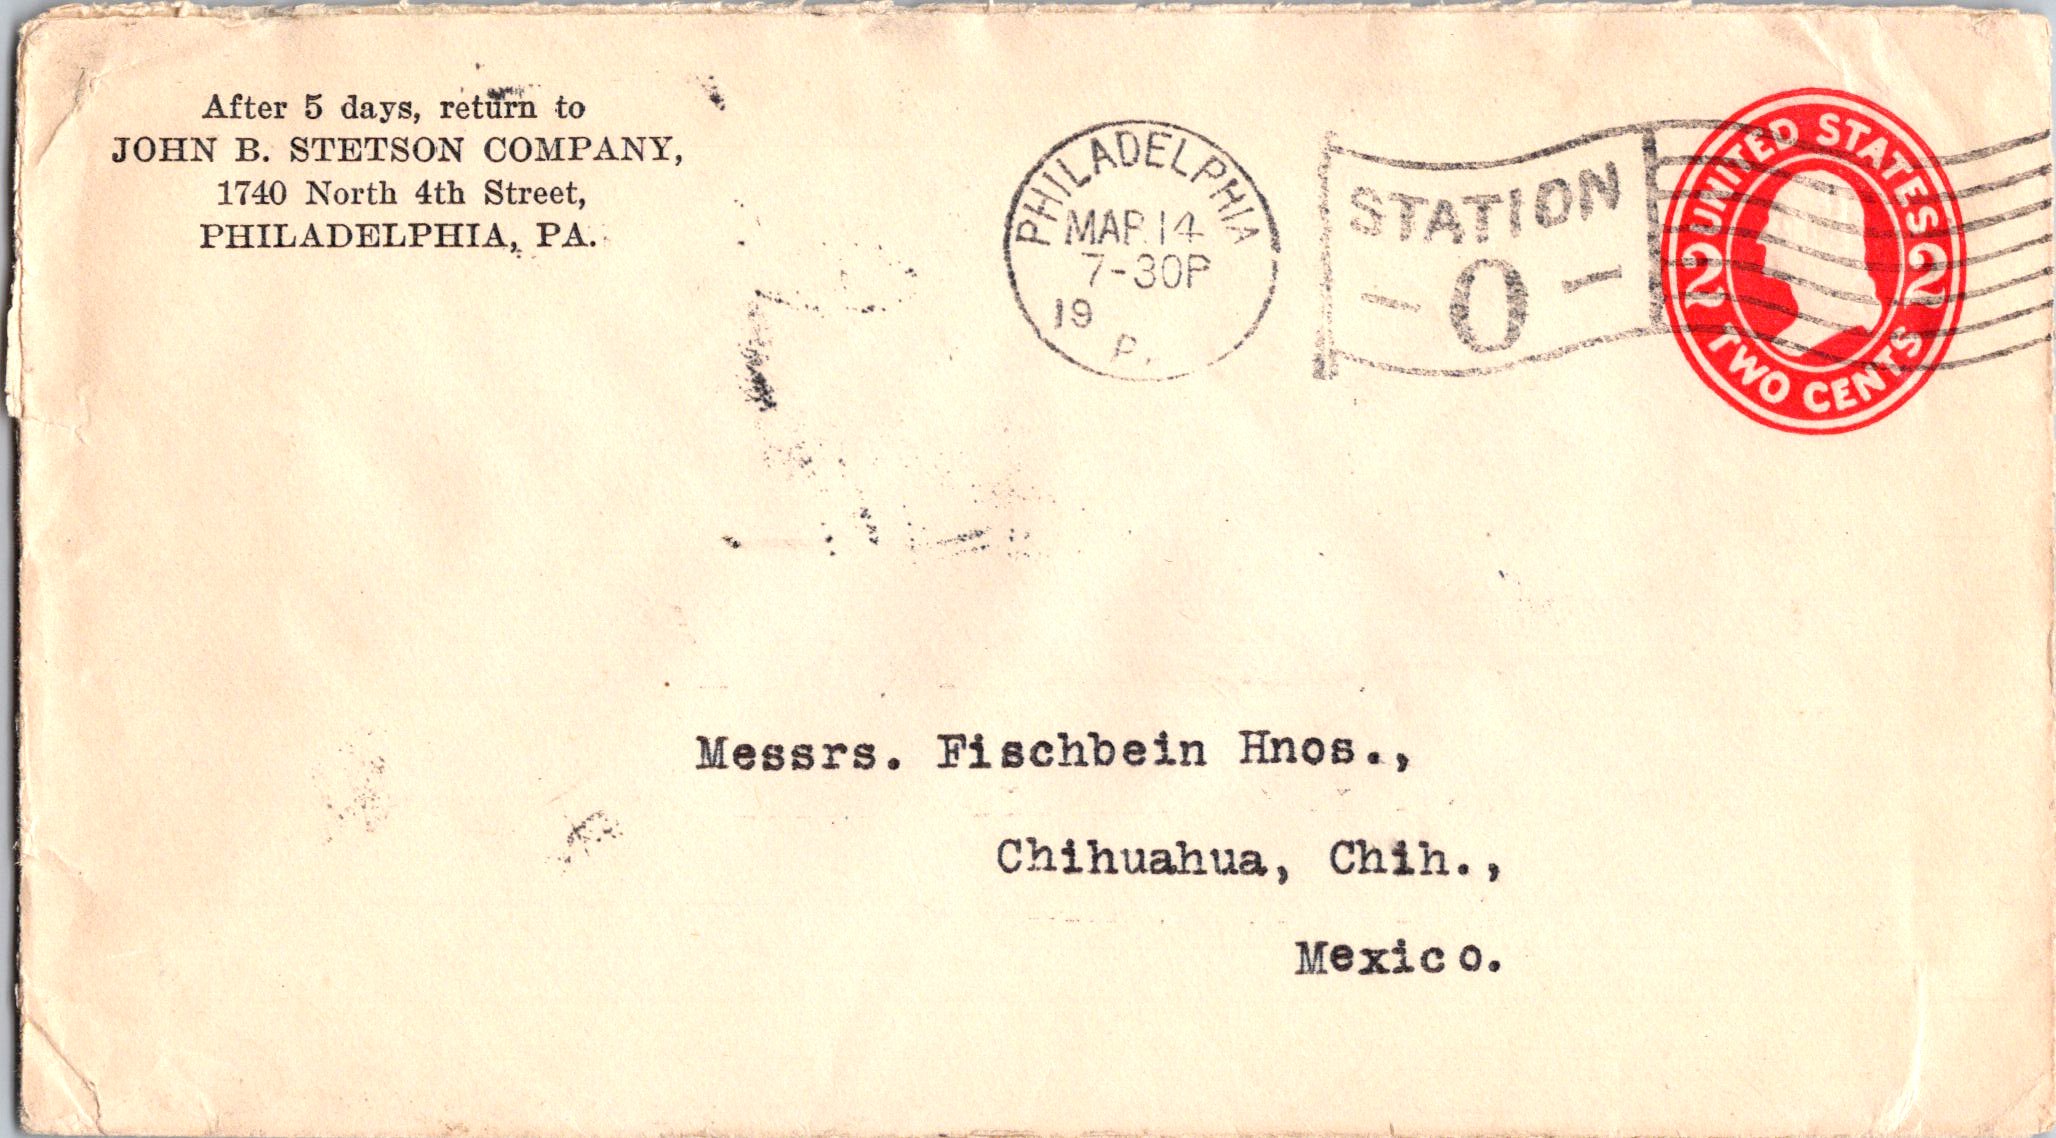 After 5 days, return to
JOHN B. STETSON COMPANY,
1740 North 4th Street,
PHILADELPHIA, PA.
PHILADELPHIA
MAR 14
7-30P
19
P.
STATION
- O -
UNITED STATES
2 2
TWO CENTS
Messrs. Fischbein Hnos.,
Chihuahua, Chih.,
Mexico.